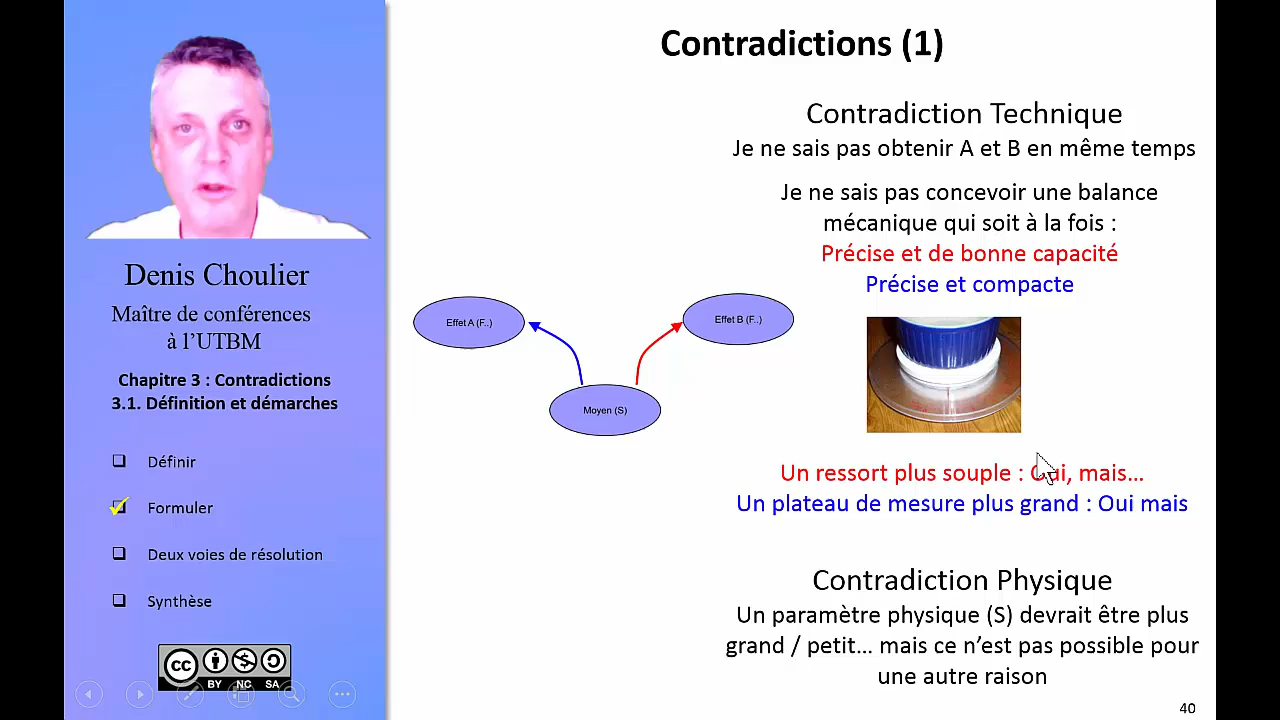 Contradictions (1)
Contradiction Technique
Je ne sais pas obtenir A et B en même temps
Je ne sais pas concevoir une balance
mécanique qui soit à la fois :
Précise et de bonne capacité
Précise et compacte
Effet A (F..)
Effet B (F..)
Moyen (S)
Un ressort plus souple : Oui, mais...
Un plateau de mesure plus grand : Oui mais
Contradiction Physique
Un paramètre physique (S) devrait être plus
grand / petit... mais ce n'est pas possible pour
une autre raison
40
Denis Choulier
Maître de conférences
à l'UTBM
Chapitre 3 : Contradictions
3.1. Définition et démarches
Définir
Formuler
Deux voies de résolution
Synthèse
cc
BY NC SA